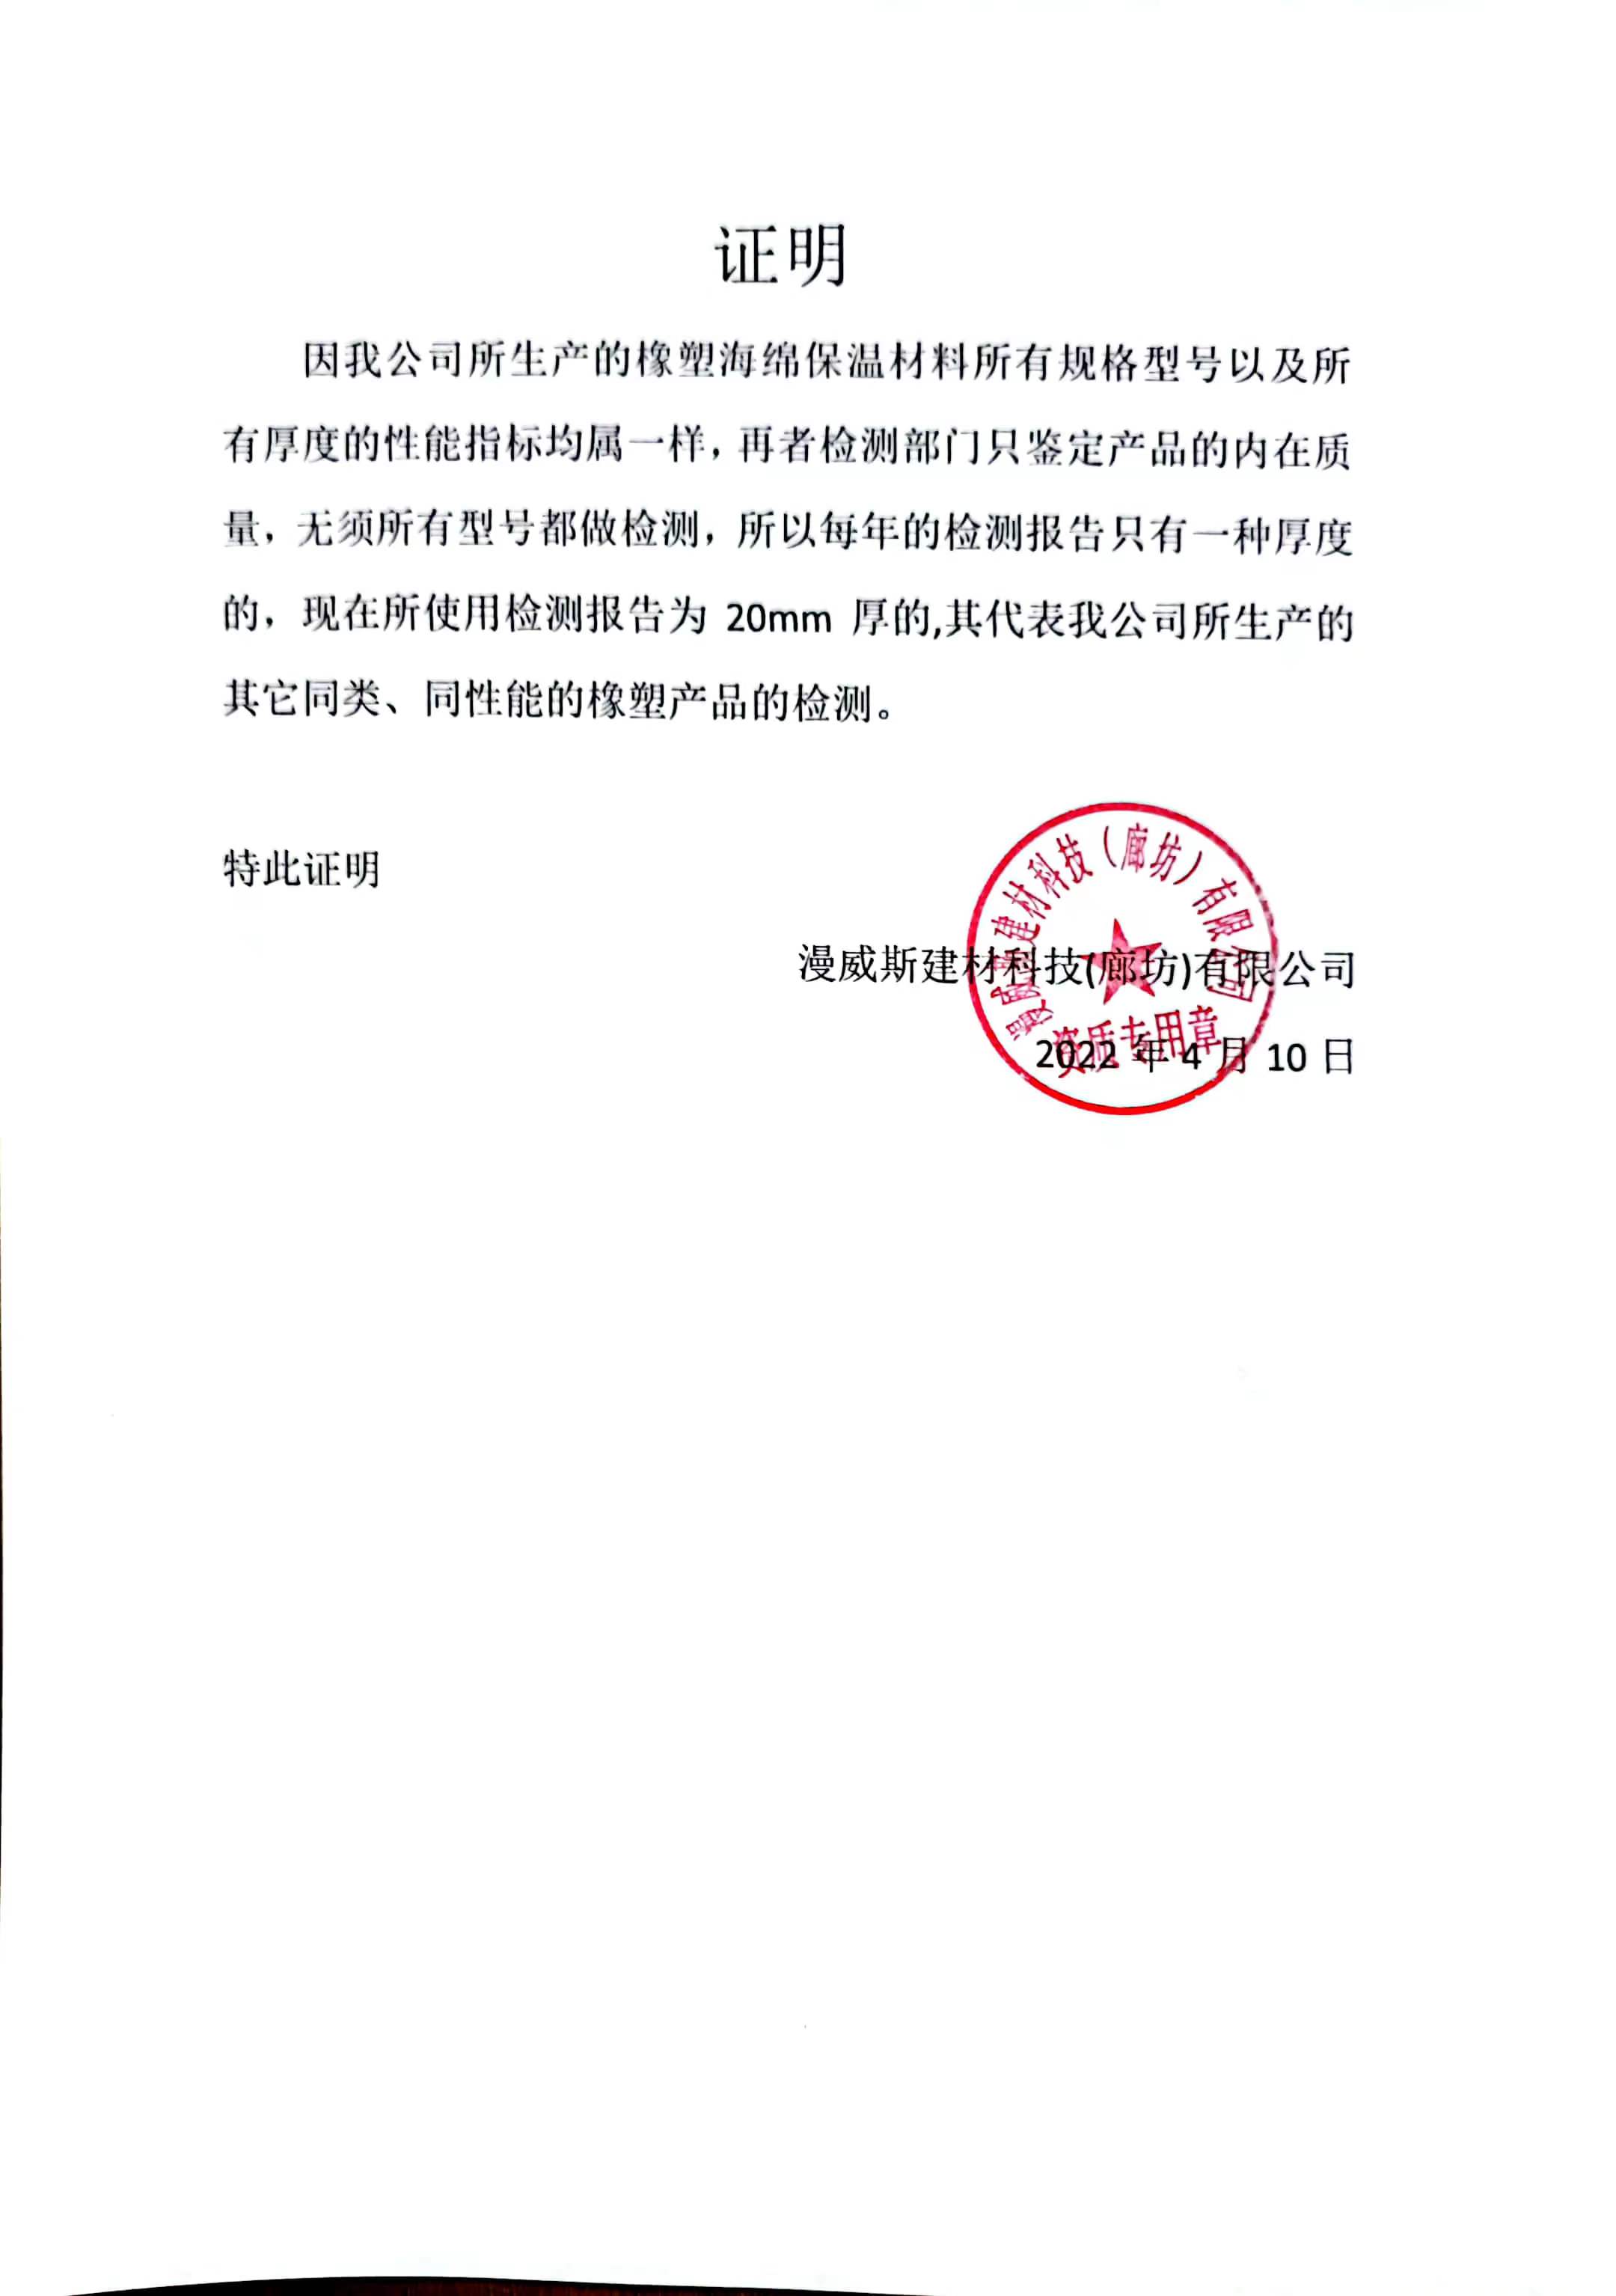 证明
因我公司所生产的橡塑海绵保温材料所有规格型号以及所
有厚度的性能指标均属一样，再者检测部门只鉴定产品的内在质
量，无须所有型号都做检测，所以每年的检测报告只有一种厚度
的，现在所使用检测报告为 20mm 厚的,其代表我公司所生产的
其它同类、同性能的橡塑产品的检测。
特此证明
漫威斯建材科技(廊坊)有限公司
2022 年 4 月 10 日
漫威斯建材科技（廊坊）有限公司
资质专用章